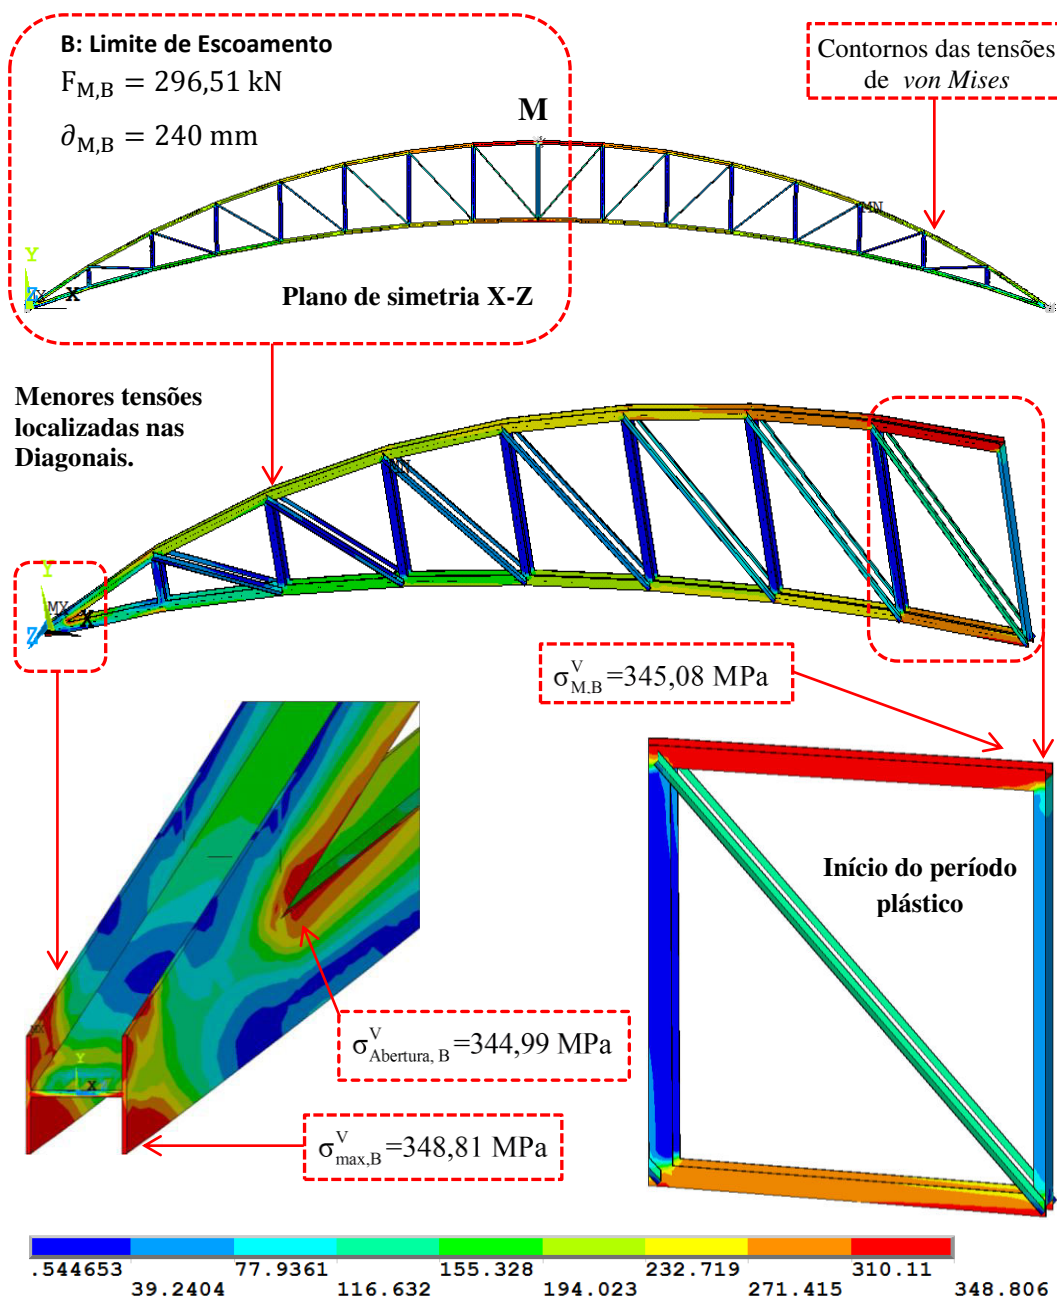 B: Limite de Escoamento
F_M,B = 296,51 kN
∂_M,B = 240 mm
M
Contornos das tensões
de von Mises
MN
Y
Z
X
X
Plano de simetria X-Z
Menores tensões
localizadas nas
Diagonais.
MN
Y
MX
X
Z
σ^V_M,B=345,08 MPa
Início do período
plástico
σ^V_Abertura, B=344,99 MPa
MX
Y
X
σ^V_max,B=348,81 MPa
.544653 77.9361 155.328 232.719 310.11
39.2404 116.632 194.023 271.415 348.806